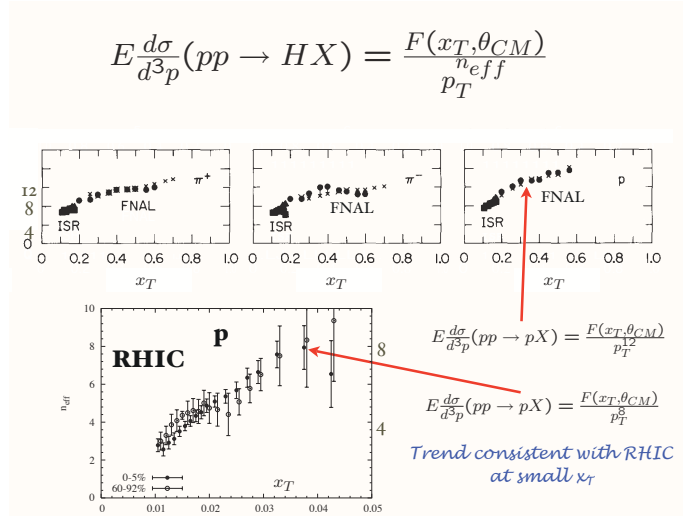 E dσ/d³p (pp → HX) = F(x_T,θ_CM)/p_T^{n_eff}
π⁺ π⁻ p
12
8
4
0
FNAL FNAL FNAL
ISR ISR ISR
0 0.2 0.4 0.6 0.8 1.0 0 0.2 0.4 0.6 0.8 1.0 0 0.2 0.4 0.6 0.8 1.0
x_T x_T x_T
10
8
6
4
2
0
n_eff
RHIC
p
8
4
0-5%
60-92%
x_T
0 0.01 0.02 0.03 0.04 0.05
E dσ/d³p (pp → pX) = F(x_T,θ_CM)/p_T^{12}
E dσ/d³p (pp → pX) = F(x_T,θ_CM)/p_T^{8}
Trend consistent with RHIC
at small x_T